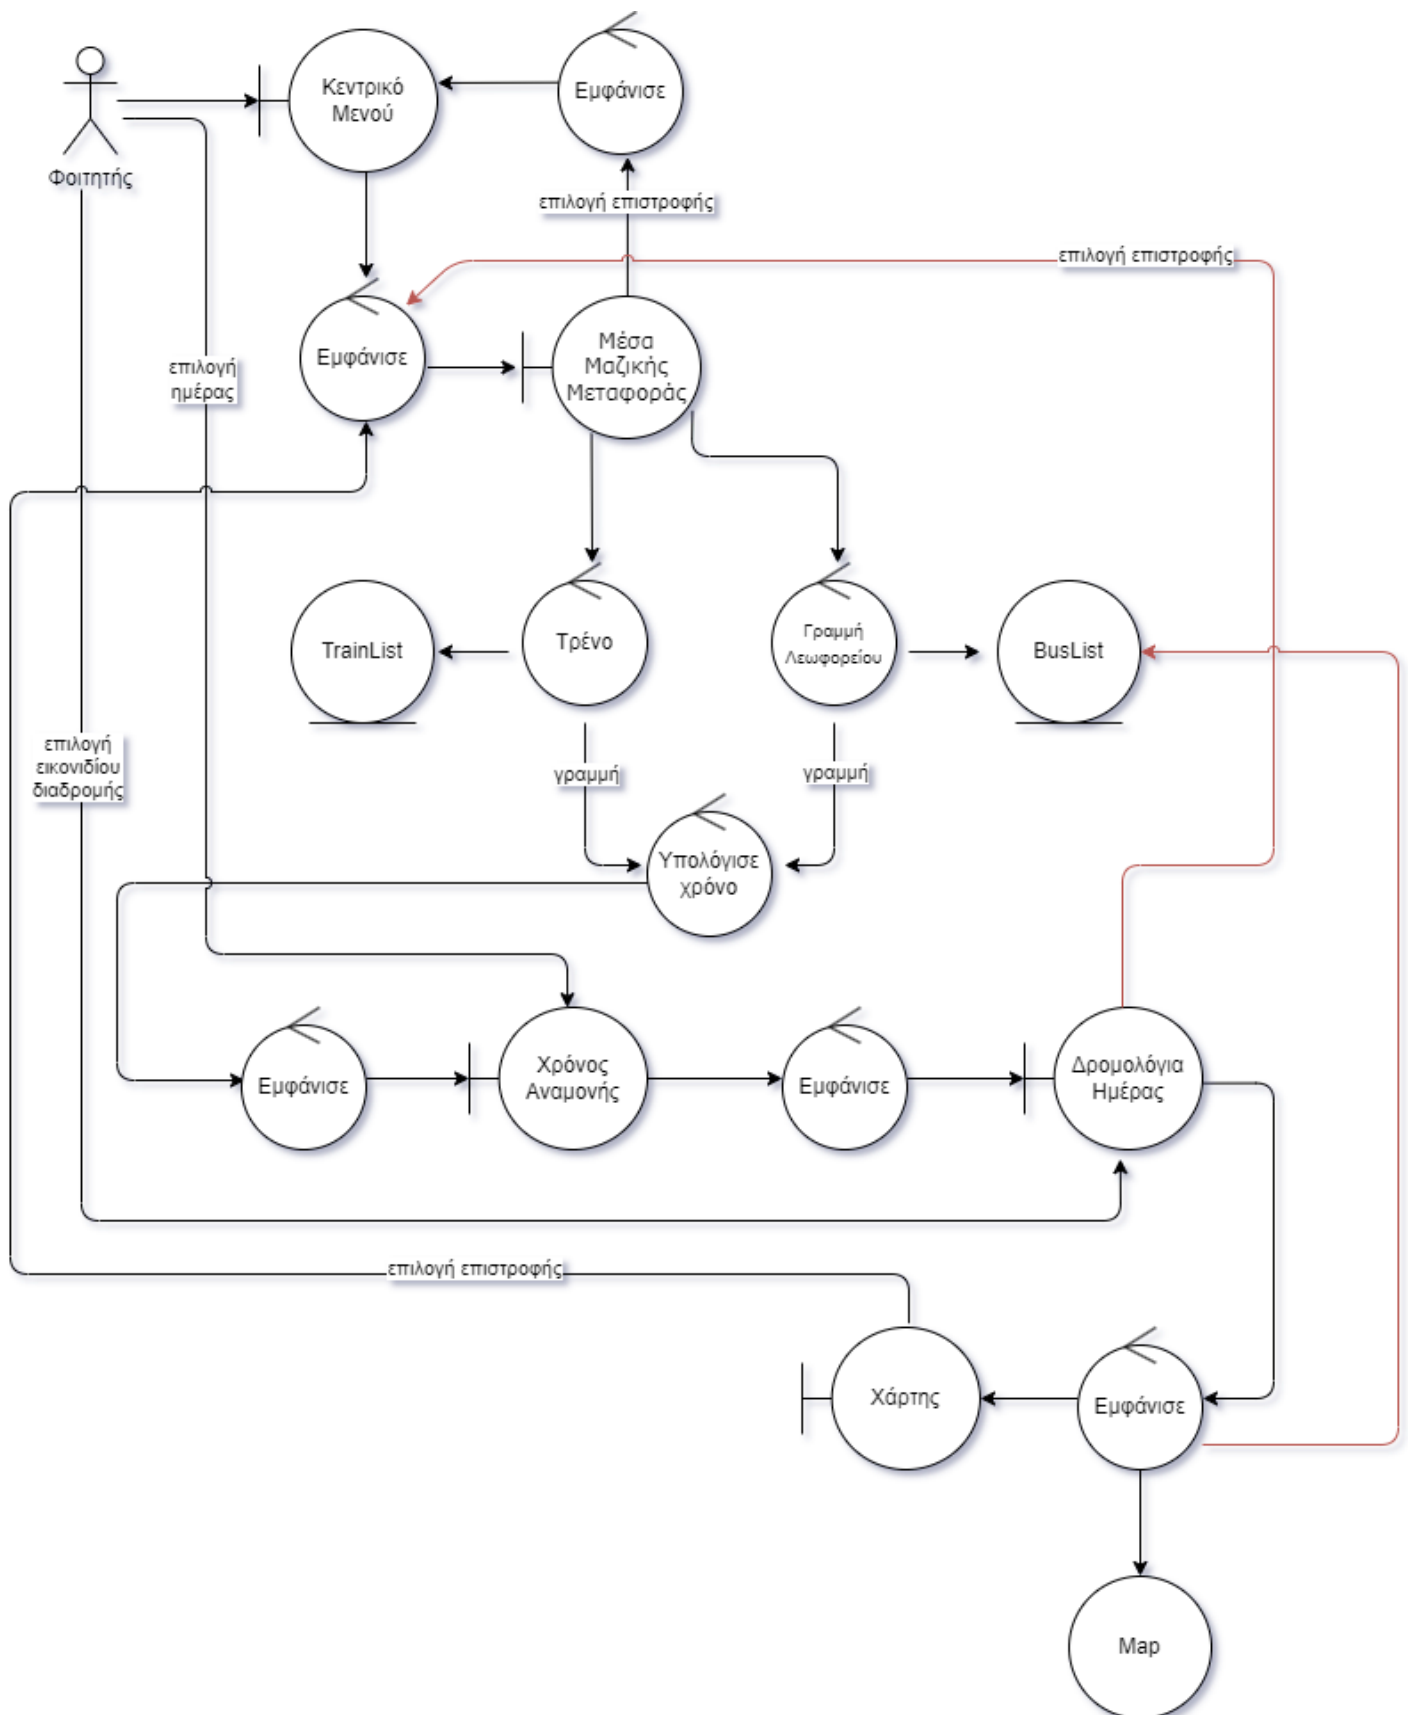 Κεντρικό
Μενού
Εμφάνισε
Φοιτητής
επιλογή επιστροφής
επιλογή επιστροφής
Εμφάνισε
Μέσα
Μαζικής
Μεταφοράς
επιλογή
ημέρας
TrainList
Τρένο
Γραμμή
Λεωφορείου
BusList
επιλογή
εικονιδίου
διαδρομής
γραμμή
γραμμή
Υπολόγισε
χρόνο
Εμφάνισε
Χρόνος
Αναμονής
Εμφάνισε
Δρομολόγια
Ημέρας
επιλογή επιστροφής
Χάρτης
Εμφάνισε
Map